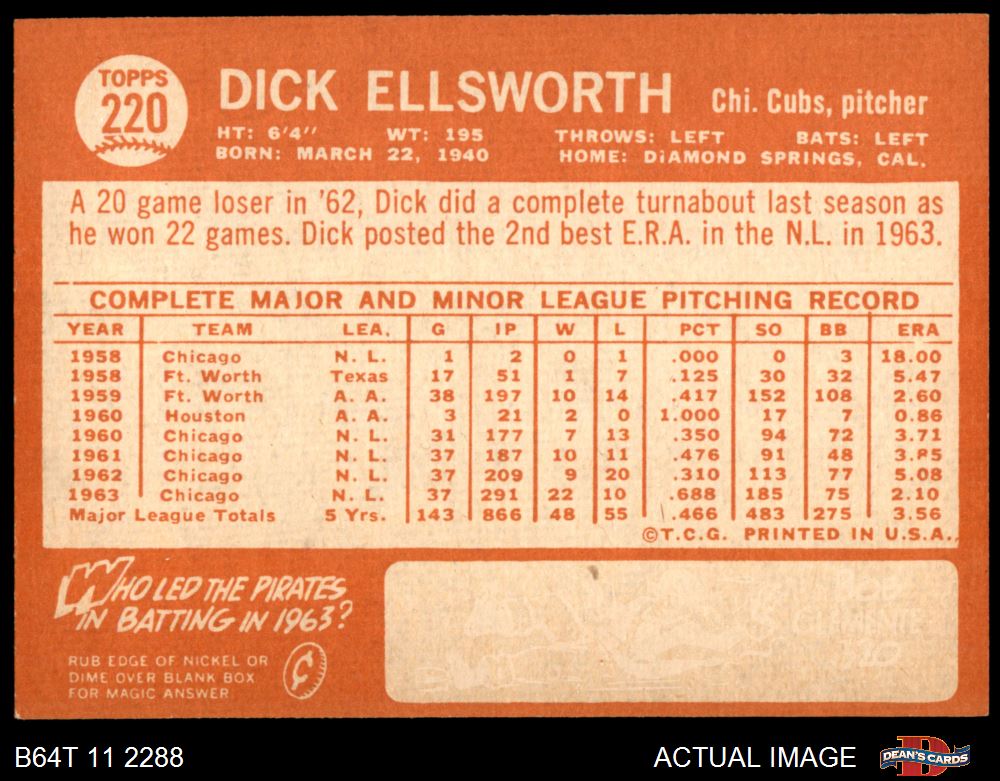 TOPPS
220
DICK ELLSWORTH Chi. Cubs, pitcher
HT: 6'4" WT: 195 THROWS: LEFT BATS: LEFT
BORN: MARCH 22, 1940 HOME: DIAMOND SPRINGS, CAL.
A 20 game loser in '62, Dick did a complete turnabout last season as
he won 22 games. Dick posted the 2nd best E.R.A. in the N.L. in 1963.
COMPLETE MAJOR AND MINOR LEAGUE PITCHING RECORD
YEAR TEAM LEA. G IP W L PCT SO BB ERA
1958 Chicago N. L. 1 2 0 1 .000 0 3 18.00
1958 Ft. Worth Texas 17 51 1 7 .125 30 32 5.47
1959 Ft. Worth A. A. 38 197 10 14 .417 152 108 2.60
1960 Houston A. A. 3 21 2 0 1.000 17 7 0.86
1960 Chicago N. L. 31 177 7 13 .350 94 72 3.71
1961 Chicago N. L. 37 187 10 11 .476 91 48 3.85
1962 Chicago N. L. 37 209 9 20 .310 113 77 5.08
1963 Chicago N. L. 37 291 22 10 .688 185 75 2.10
Major League Totals 5 Yrs. 143 866 48 55 .466 483 275 3.56
©T.C.G. PRINTED IN U.S.A.
WHO LED THE PIRATES
IN BATTING IN 1963?
RUB EDGE OF NICKEL OR
DIME OVER BLANK BOX
FOR MAGIC ANSWER
¢
CLEMENTE
.320
B64T 11 2288 ACTUAL IMAGE DEAN'S CARDS